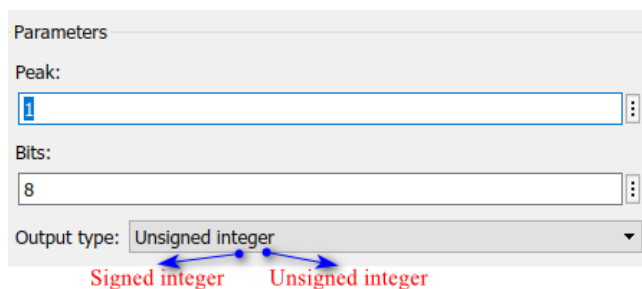 Parameters
Peak:
1
Bits:
8
Output type: Unsigned integer
Signed integer Unsigned integer